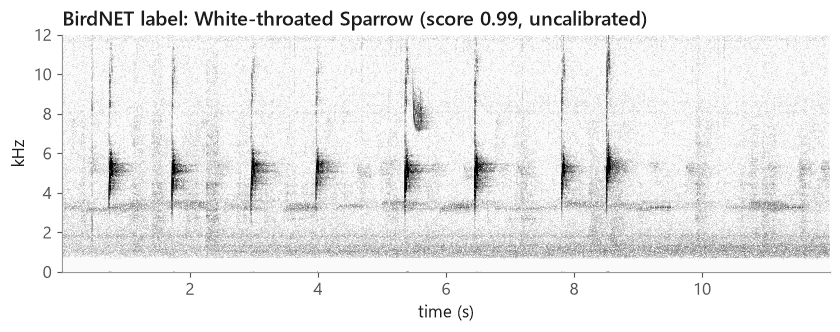 BirdNET label: White-throated Sparrow (score 0.99, uncalibrated)
12
10
8
6
4
2
0
kHz
2 4 6 8 10
time (s)